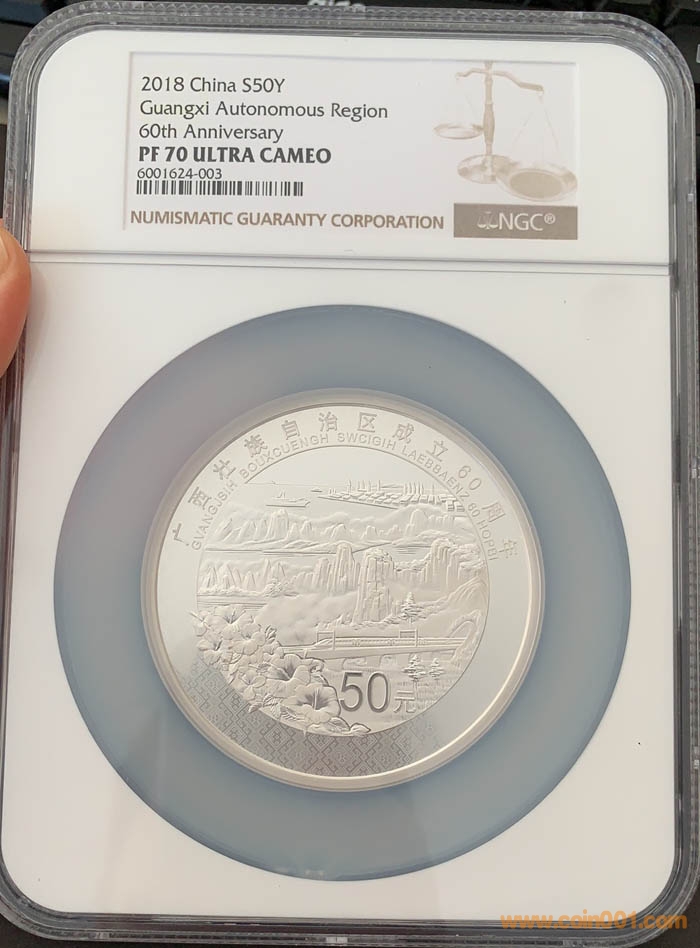 2018 China S50Y
Guangxi Autonomous Region
60th Anniversary
PF 70 ULTRA CAMEO
6001624-003
NUMISMATIC GUARANTY CORPORATION
NGC®
广西壮族自治区成立60周年
GVANGJSIH BOUXCUENGH SWCIGIH LAEBBAENZ 60 HOPBI
50元
www.coin001.com